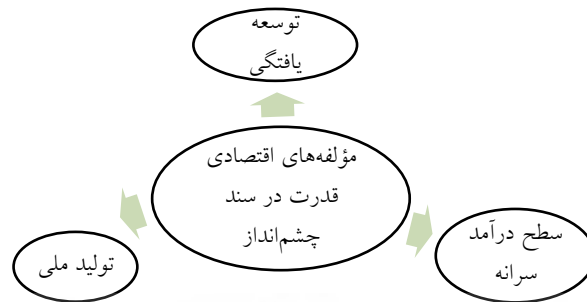 توسعه
یافتگی
مؤلفه‌های اقتصادی
قدرت در سند
چشم‌انداز
سطح درآمد
سرانه
تولید ملی